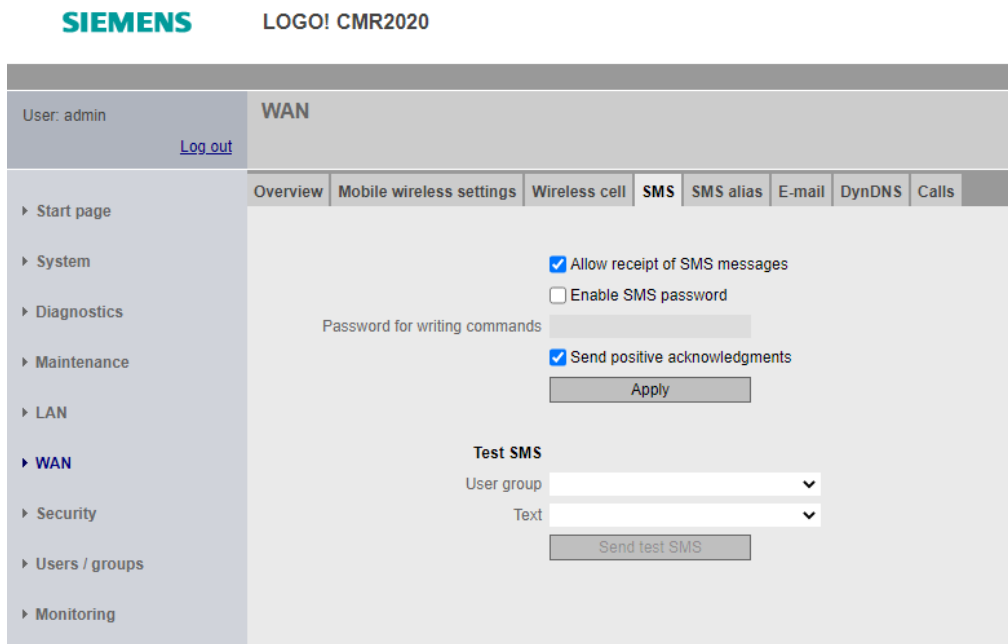 SIEMENS LOGO! CMR2020
User: admin
Log out
WAN
Overview Mobile wireless settings Wireless cell SMS SMS alias E-mail DynDNS Calls
Start page
System
Diagnostics
Maintenance
LAN
WAN
Security
Users / groups
Monitoring
Allow receipt of SMS messages
Enable SMS password
Password for writing commands
Send positive acknowledgments
Apply
Test SMS
User group
Text
Send test SMS